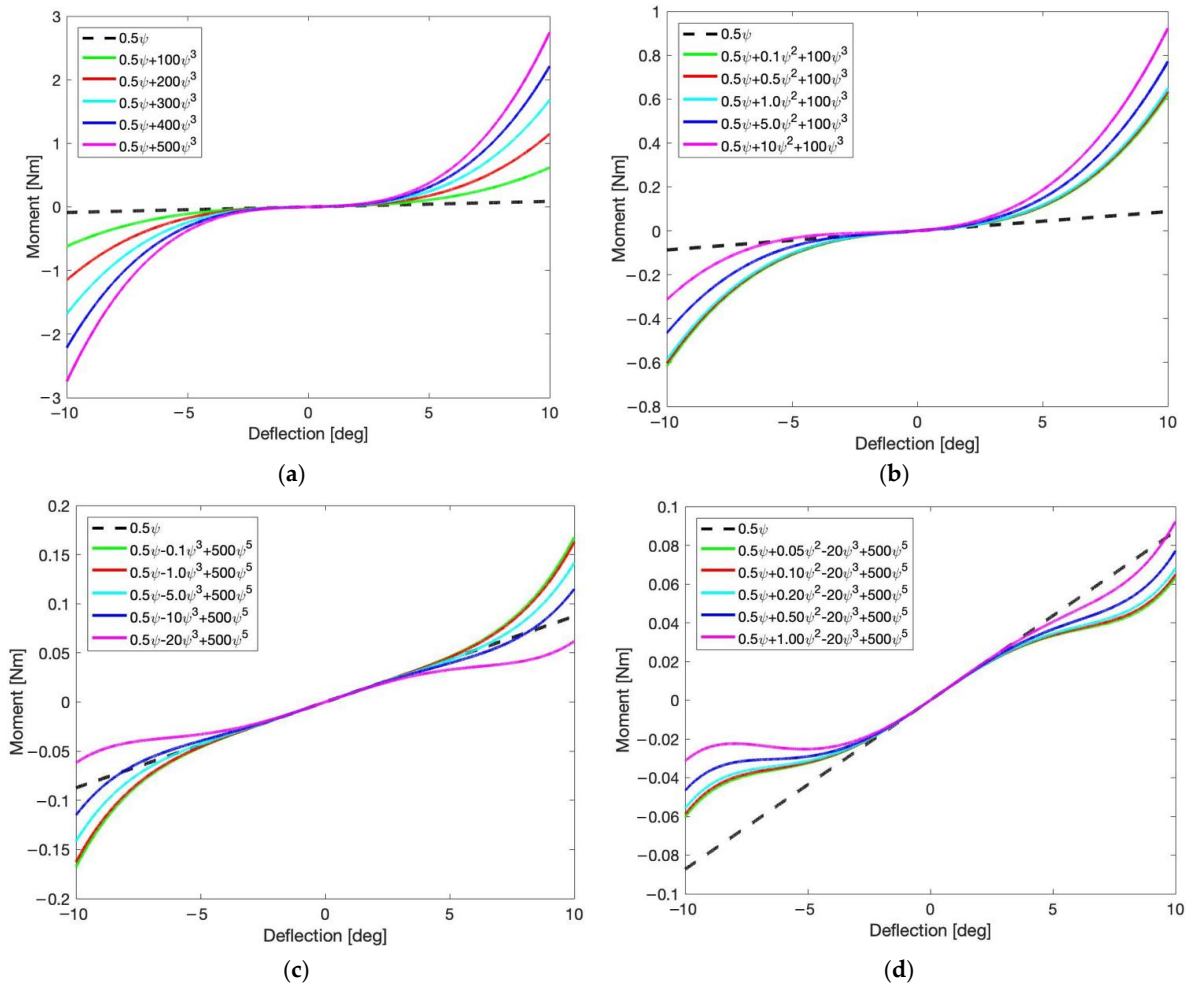 3
2
1
0
−1
−2
−3
Moment [Nm]
0.5ψ
0.5ψ+100ψ³
0.5ψ+200ψ³
0.5ψ+300ψ³
0.5ψ+400ψ³
0.5ψ+500ψ³
−10 −5 0 5 10
Deflection [deg]
(a)
1
0.8
0.6
0.4
0.2
0
−0.2
−0.4
−0.6
−0.8
Moment [Nm]
0.5ψ
0.5ψ+0.1ψ²+100ψ³
0.5ψ+0.5ψ²+100ψ³
0.5ψ+1.0ψ²+100ψ³
0.5ψ+5.0ψ²+100ψ³
0.5ψ+10ψ²+100ψ³
−10 −5 0 5 10
Deflection [deg]
(b)
0.2
0.15
0.1
0.05
0
−0.05
−0.1
−0.15
−0.2
Moment [Nm]
0.5ψ
0.5ψ-0.1ψ³+500ψ⁵
0.5ψ-1.0ψ³+500ψ⁵
0.5ψ-5.0ψ³+500ψ⁵
0.5ψ-10ψ³+500ψ⁵
0.5ψ-20ψ³+500ψ⁵
−10 −5 0 5 10
Deflection [deg]
(c)
0.1
0.08
0.06
0.04
0.02
0
−0.02
−0.04
−0.06
−0.08
−0.1
Moment [Nm]
0.5ψ
0.5ψ+0.05ψ²-20ψ³+500ψ⁵
0.5ψ+0.10ψ²-20ψ³+500ψ⁵
0.5ψ+0.20ψ²-20ψ³+500ψ⁵
0.5ψ+0.50ψ²-20ψ³+500ψ⁵
0.5ψ+1.00ψ²-20ψ³+500ψ⁵
−10 −5 0 5 10
Deflection [deg]
(d)